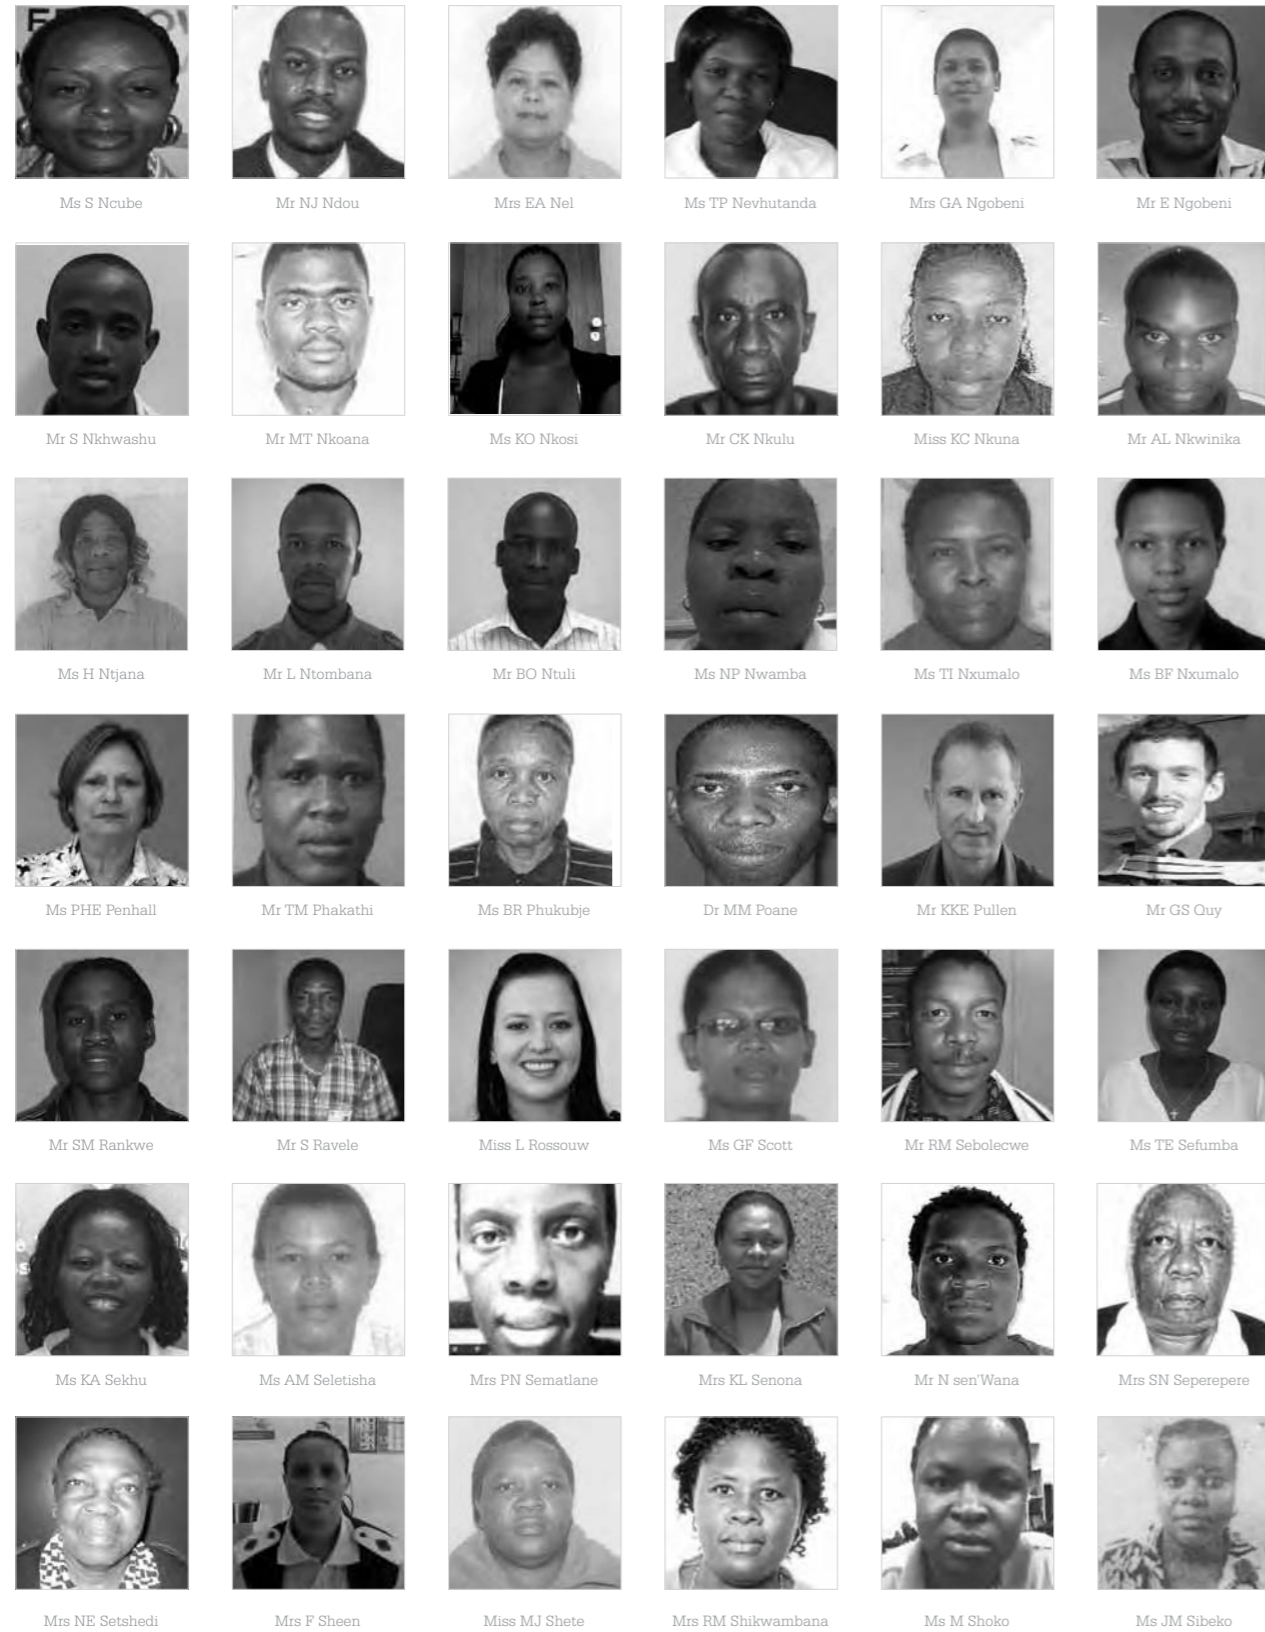 Ms S Ncube
Mr NJ Ndou
Mrs EA Nel
Ms TP Nevhutanda
Mrs GA Ngobeni
Mr E Ngobeni
Mr S Nkhwashu
Mr MT Nkoana
Ms KO Nkosi
Mr CK Nkulu
Miss KC Nkuna
Mr AL Nkwinika
Ms H Ntjana
Mr L Ntombana
Mr BO Ntuli
Ms NP Nwamba
Ms TI Nxumalo
Ms BF Nxumalo
Ms PHE Penhall
Mr TM Phakathi
Ms BR Phukubje
Dr MM Poane
Mr KKE Pullen
Mr GS Quy
Mr SM Rankwe
Mr S Ravele
Miss L Rossouw
Ms GF Scott
Mr RM Sebolecwe
Ms TE Sefumba
Ms KA Sekhu
Ms AM Seletisha
Mrs PN Sematlane
Mrs KL Senona
Mr N sen'Wana
Mrs SN Seperepere
Mrs NE Setshedi
Mrs F Sheen
Miss MJ Shete
Mrs RM Shikwambana
Ms M Shoko
Ms JM Sibeko